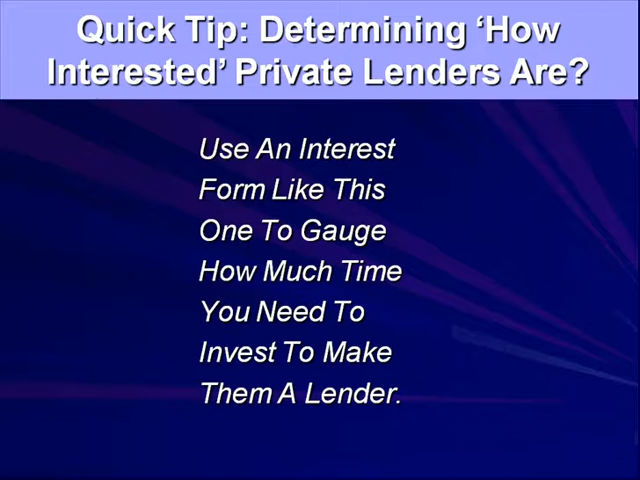 Quick Tip: Determining ‘How
Interested’ Private Lenders Are?
Use An Interest
Form Like This
One To Gauge
How Much Time
You Need To
Invest To Make
Them A Lender.